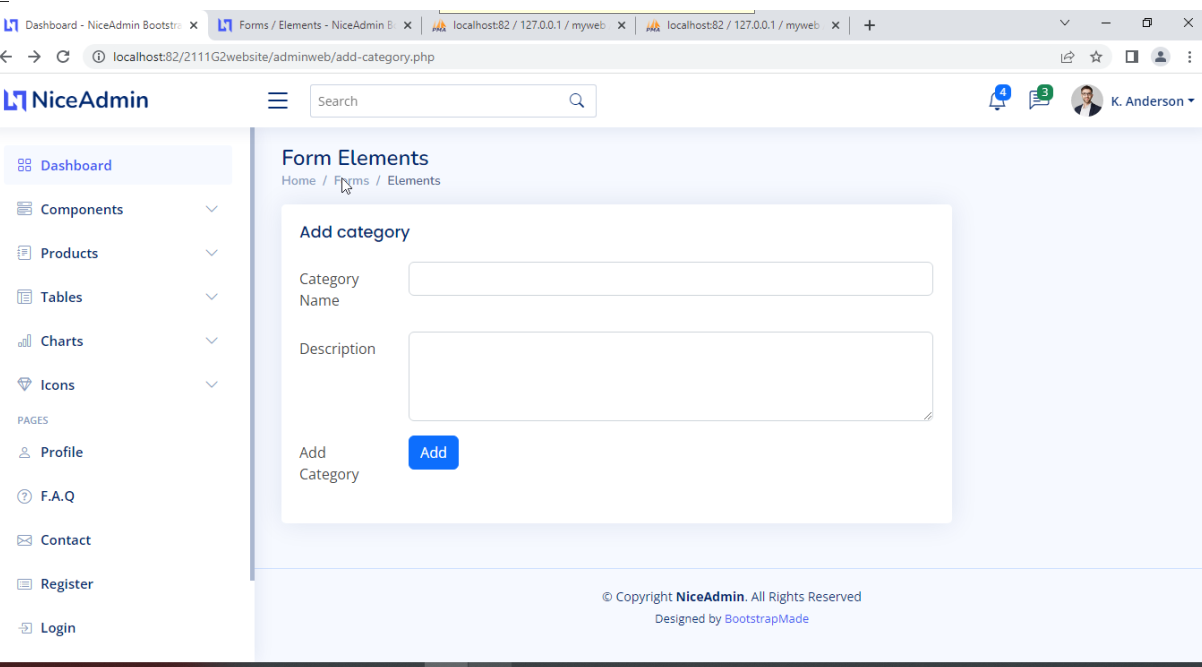 Dashboard - NiceAdmin Bootstra
Forms / Elements - NiceAdmin B
localhost:82 / 127.0.0.1 / myweb
localhost:82 / 127.0.0.1 / myweb
localhost:82/2111G2website/adminweb/add-category.php
NiceAdmin
Search
4
3
K. Anderson
Dashboard
Components
Products
Tables
Charts
Icons
PAGES
Profile
F.A.Q
Contact
Register
Login
Form Elements
Home / Forms / Elements
Add category
Category
Name
Description
Add
Category
Add
© Copyright NiceAdmin. All Rights Reserved
Designed by BootstrapMade